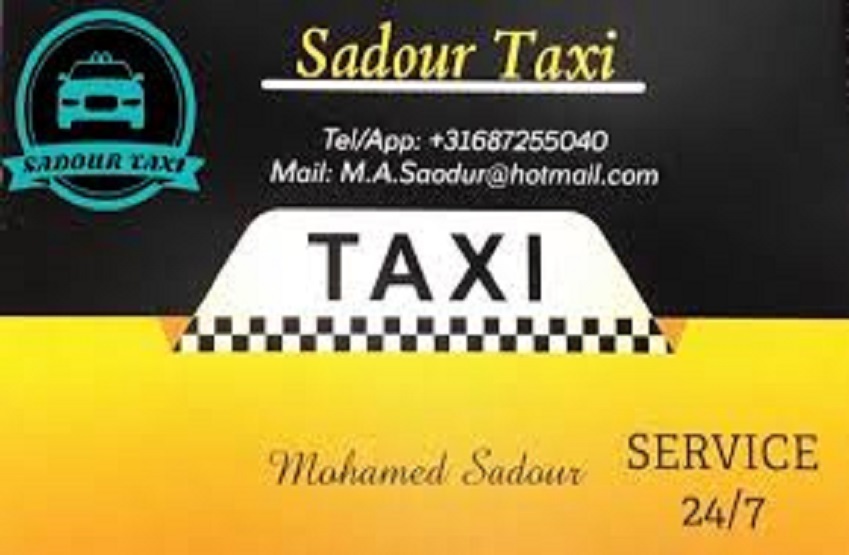 Sadour Taxi
SADOUR TAXI
Tel/App: +31687255040
Mail: M.A.Saodur@hotmail.com
TAXI
Mohamed Sadour
SERVICE
24/7